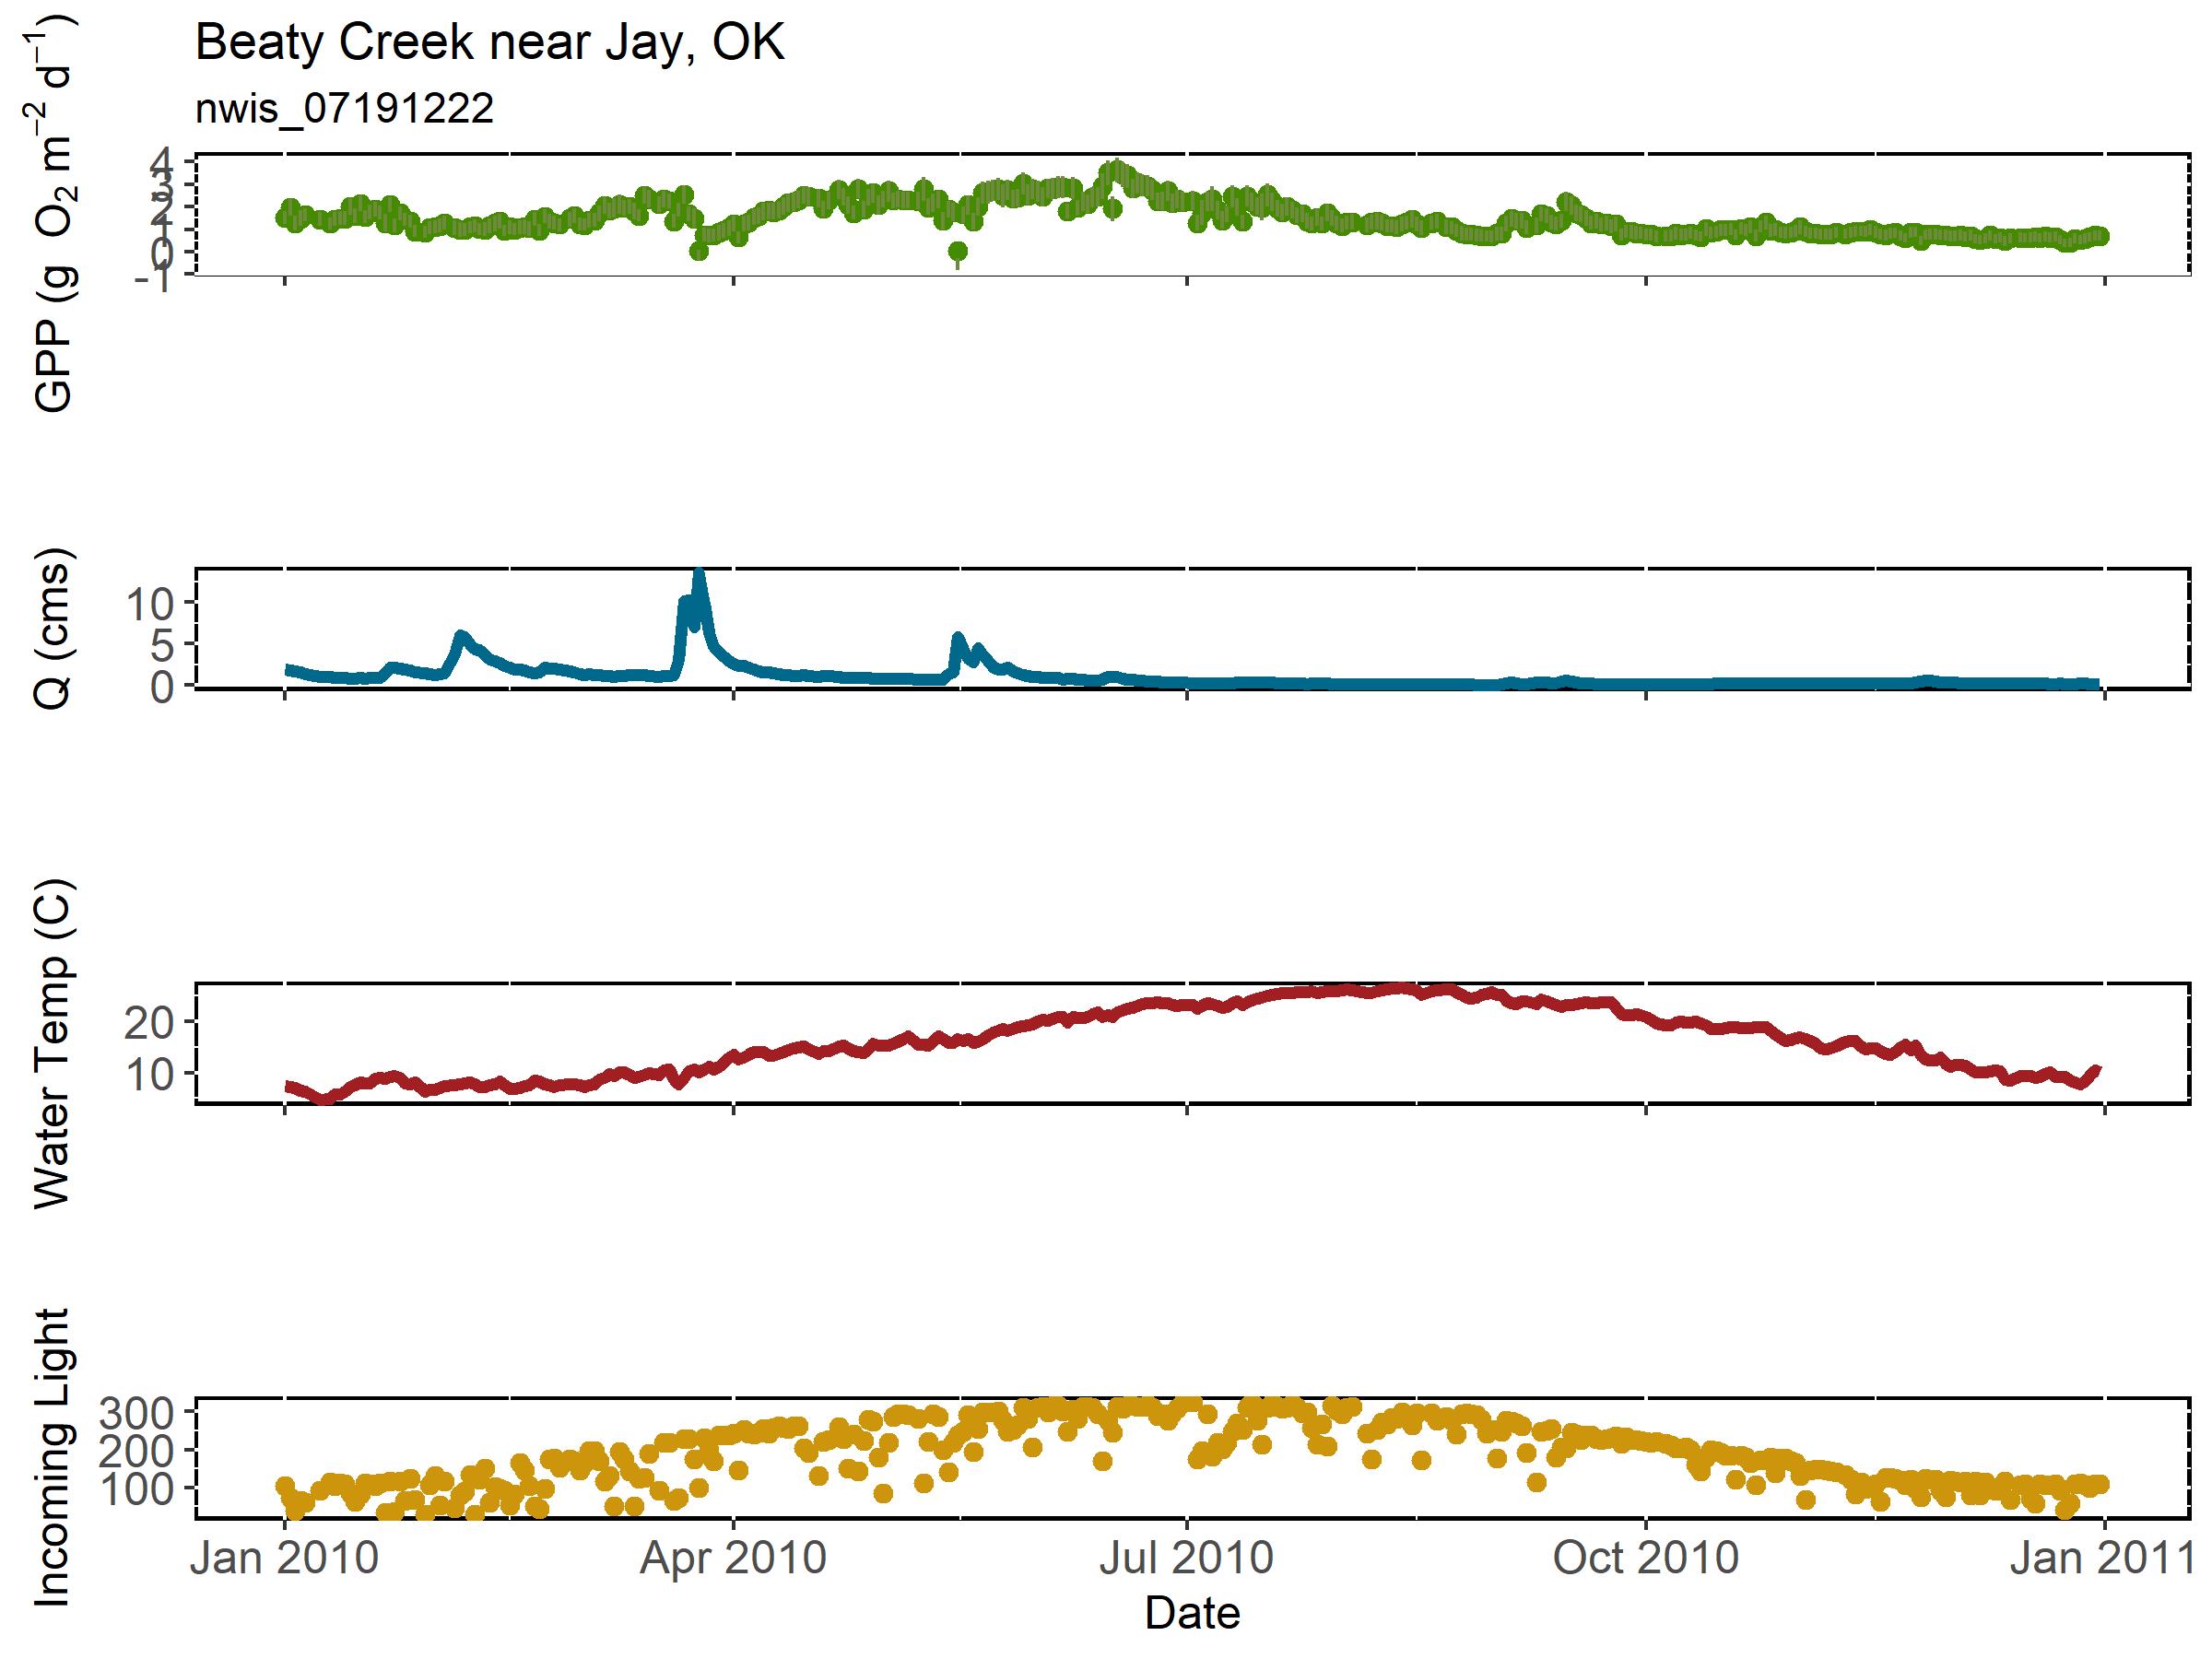 Beaty Creek near Jay, OK
nwis_07191222
GPP (g O₂ m⁻² d⁻¹)
4
3
2
1
0
-1
Q (cms)
10
5
0
Water Temp (C)
20
10
Incoming Light
300
200
100
Jan 2010
Apr 2010
Jul 2010
Oct 2010
Jan 2011
Date